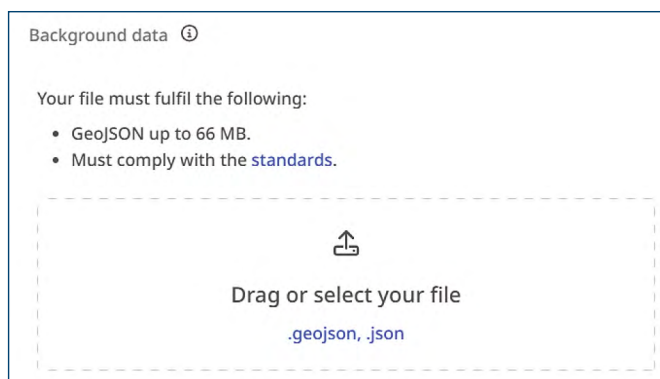 Background data
Your file must fulfil the following:
• GeoJSON up to 66 MB.
• Must comply with the standards.
Drag or select your file
.geojson, .json